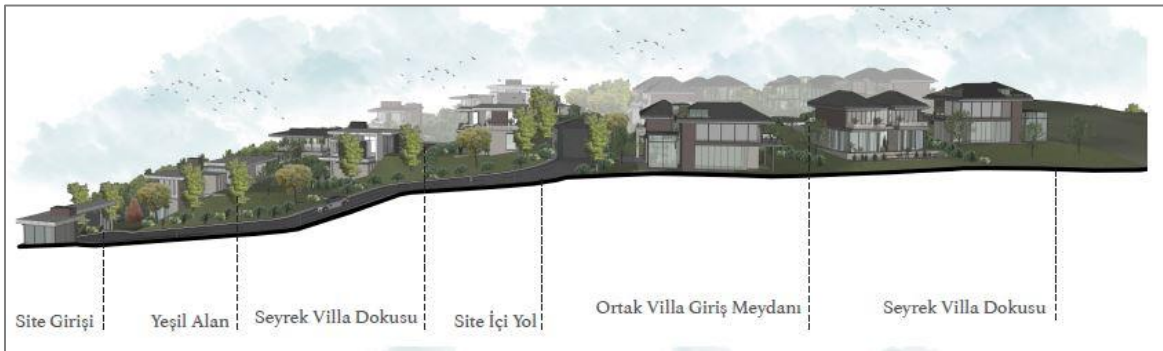 Site Girişi
Yeşil Alan
Seyrek Villa Dokusu
Site İçi Yol
Ortak Villa Giriş Meydanı
Seyrek Villa Dokusu